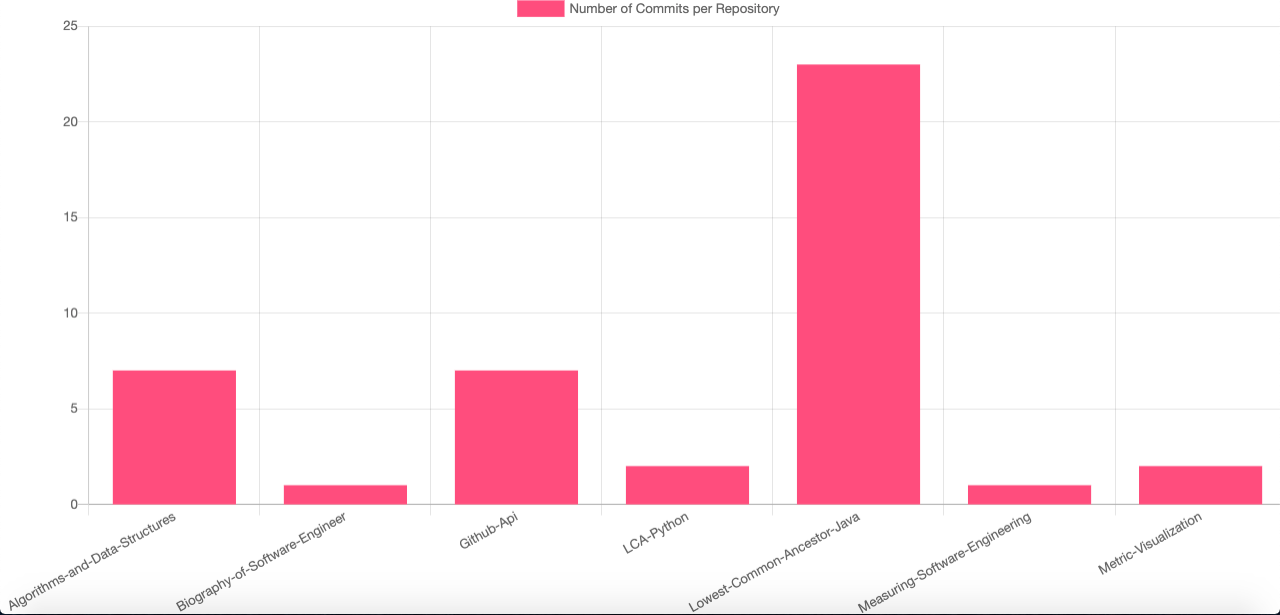 Number of Commits per Repository
25
20
15
10
5
0
Algorithms-and-Data-Structures
Biography-of-Software-Engineer
Github-Api
LCA-Python
Lowest-Common-Ancestor-Java
Measuring-Software-Engineering
Metric-Visualization